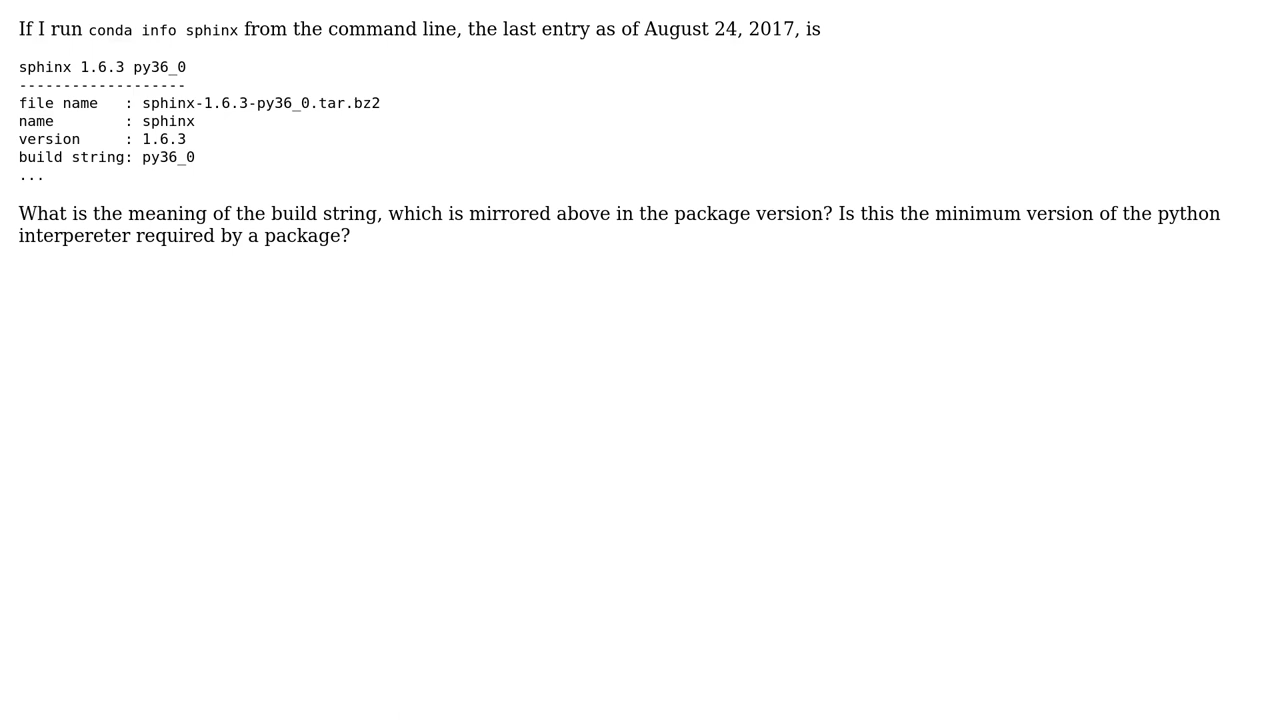 If I run conda info sphinx from the command line, the last entry as of August 24, 2017, is
sphinx 1.6.3 py36_0
-------------------
file name   : sphinx-1.6.3-py36_0.tar.bz2
name        : sphinx
version     : 1.6.3
build string: py36_0
...
What is the meaning of the build string, which is mirrored above in the package version? Is this the minimum version of the python
interpereter required by a package?